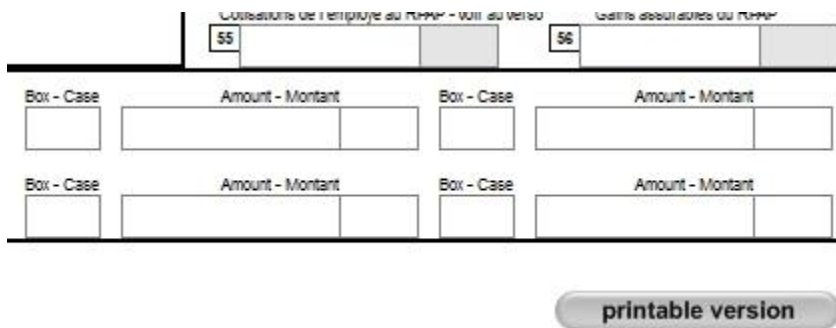 Cotisations de l'employé au RPAP - voir au verso Gains assurables du RPAP
55 56
Box - Case Amount - Montant Box - Case Amount - Montant
Box - Case Amount - Montant Box - Case Amount - Montant
printable version